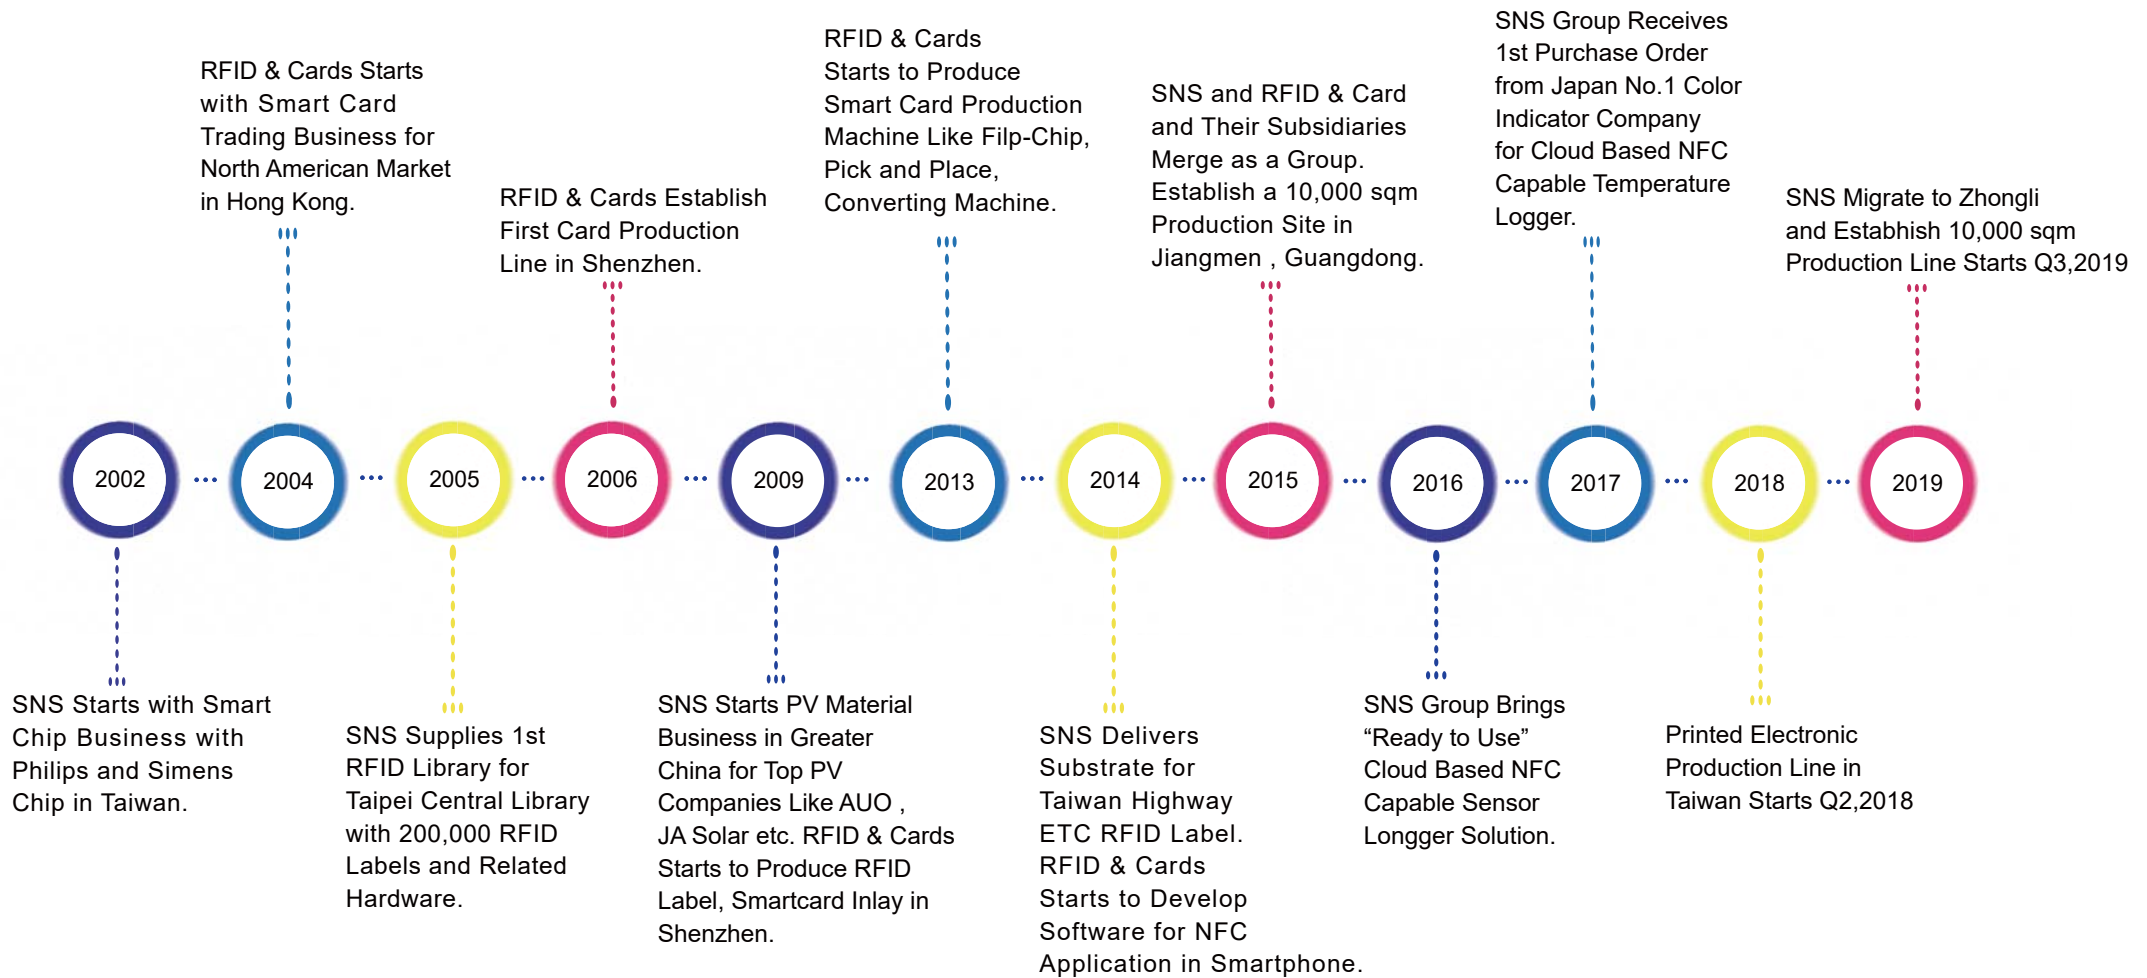 2002
SNS Starts with Smart
Chip Business with
Philips and Simens
Chip in Taiwan.
RFID & Cards Starts
with Smart Card
Trading Business for
North American Market
in Hong Kong.
2004
2005
SNS Supplies 1st
RFID Library for
Taipei Central Library
with 200,000 RFID
Labels and Related
Hardware.
RFID & Cards Establish
First Card Production
Line in Shenzhen.
2006
2009
SNS Starts PV Material
Business in Greater
China for Top PV
Companies Like AUO ,
JA Solar etc. RFID & Cards
Starts to Produce RFID
Label, Smartcard Inlay in
Shenzhen.
RFID & Cards
Starts to Produce
Smart Card Production
Machine Like Filp-Chip,
Pick and Place,
Converting Machine.
2013
2014
SNS Delivers
Substrate for
Taiwan Highway
ETC RFID Label.
RFID & Cards
Starts to Develop
Software for NFC
Application in Smartphone.
SNS and RFID & Card
and Their Subsidiaries
Merge as a Group.
Establish a 10,000 sqm
Production Site in
Jiangmen , Guangdong.
2015
2016
SNS Group Brings
“Ready to Use”
Cloud Based NFC
Capable Sensor
Longger Solution.
SNS Group Receives
1st Purchase Order
from Japan No.1 Color
Indicator Company
for Cloud Based NFC
Capable Temperature
Logger.
2017
2018
Printed Electronic
Production Line in
Taiwan Starts Q2,2018
SNS Migrate to Zhongli
and Estabhish 10,000 sqm
Production Line Starts Q3,2019
2019